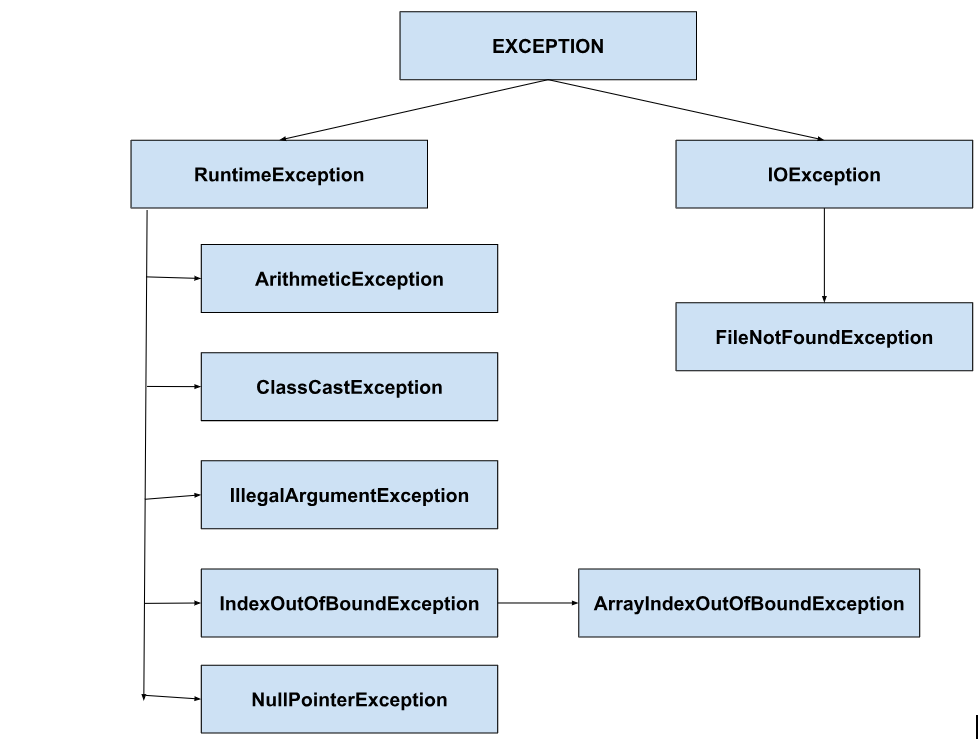 EXCEPTION
RuntimeException
IOException
ArithmeticException
FileNotFoundException
ClassCastException
IllegalArgumentException
IndexOutOfBoundException
ArrayIndexOutOfBoundException
NullPointerException